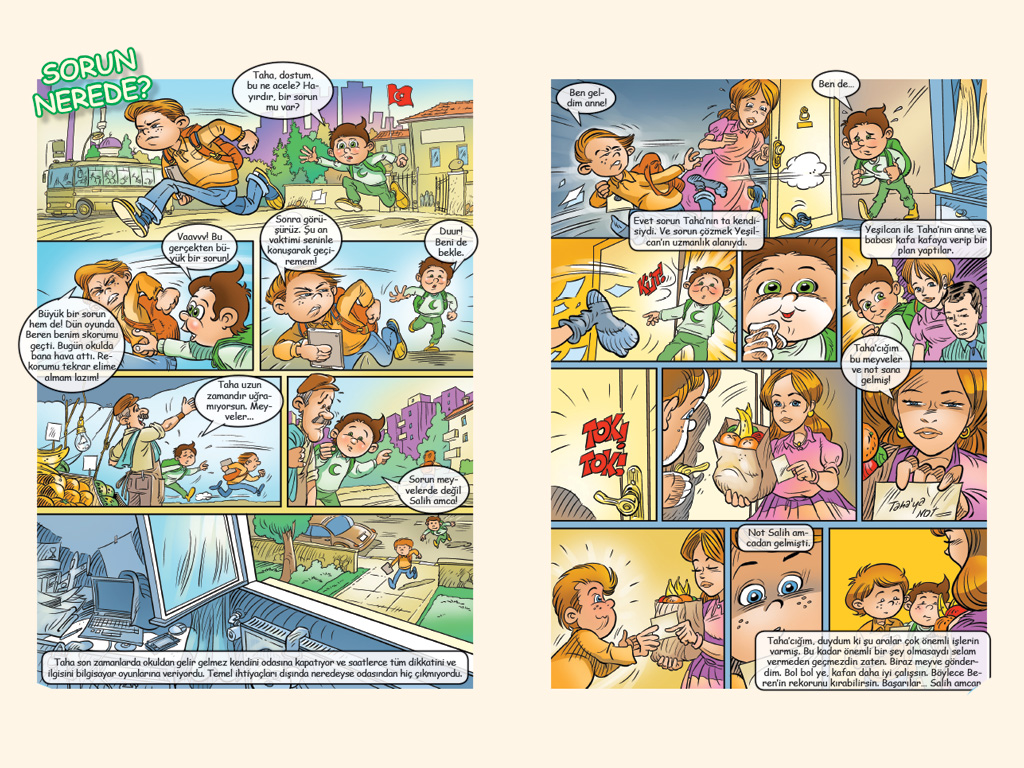 SORUN
NEREDE?
Taha, dostum,
bu ne acele? Ha-
yırdır, bir sorun
mu var?
Vaavvv! Bu
gerçekten bü-
yük bir sorun!
Büyük bir sorun
hem de! Dün oyunda
Beren benim skorumu
geçti. Bugün okulda
bana hava attı. Re-
korumu tekrar elime
almam lazım!
Sonra görü-
şürüz. Şu an
vaktimi seninle
konuşarak geçi-
remem!
Durur!
Beni de
bekle.
Taha uzun
zamandır uğra-
mıyorsun. Mey-
veler...
Sorun mey-
velerde değil
Salih amca!
Taha son zamanlarda okuldan gelir gelmez kendini odasına kapatıyor ve saatlerce tüm dikkatini ve
ilgisini bilgisayar oyunlarına veriyordu. Temel ihtiyaçları dışında neredeyse odasından hiç çıkmıyordu.
Ben gel-
dim anne!
Ben de...
Evet sorun Taha'nın ta kendi-
siydi. Ve sorun çözmek Yeşil-
can'ın uzmanlık alanıydı.
Yeşilcan ile Taha'nın anne ve
babası kafa kafaya verip bir
plan yaptılar.
KÜT!
Taha'cığım
bu meyveler
ve not sana
gelmiş!
TOK!
TOK!
Taha'ya
NOT
Not Salih am-
cadan gelmişti.
Taha'cığım, duydum ki şu aralar çok önemli işlerin
varmış. Bu kadar önemli bir şey olmasaydı selam
vermeden geçmezdin zaten. Biraz meyve gönder-
dim. Bol bol ye, kafan daha iyi çalışsın. Böylece Be-
ren'in rekorunu kırabilirsin. Başarılar... Salih amcan